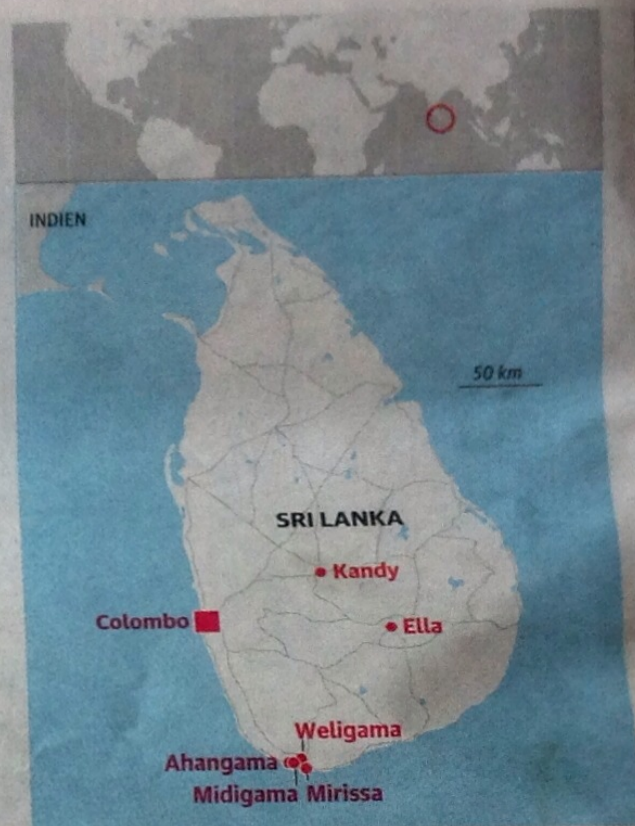 INDIEN
50 km
SRI LANKA
Kandy
Colombo
Ella
Weligama
Ahangama
Midigama Mirissa